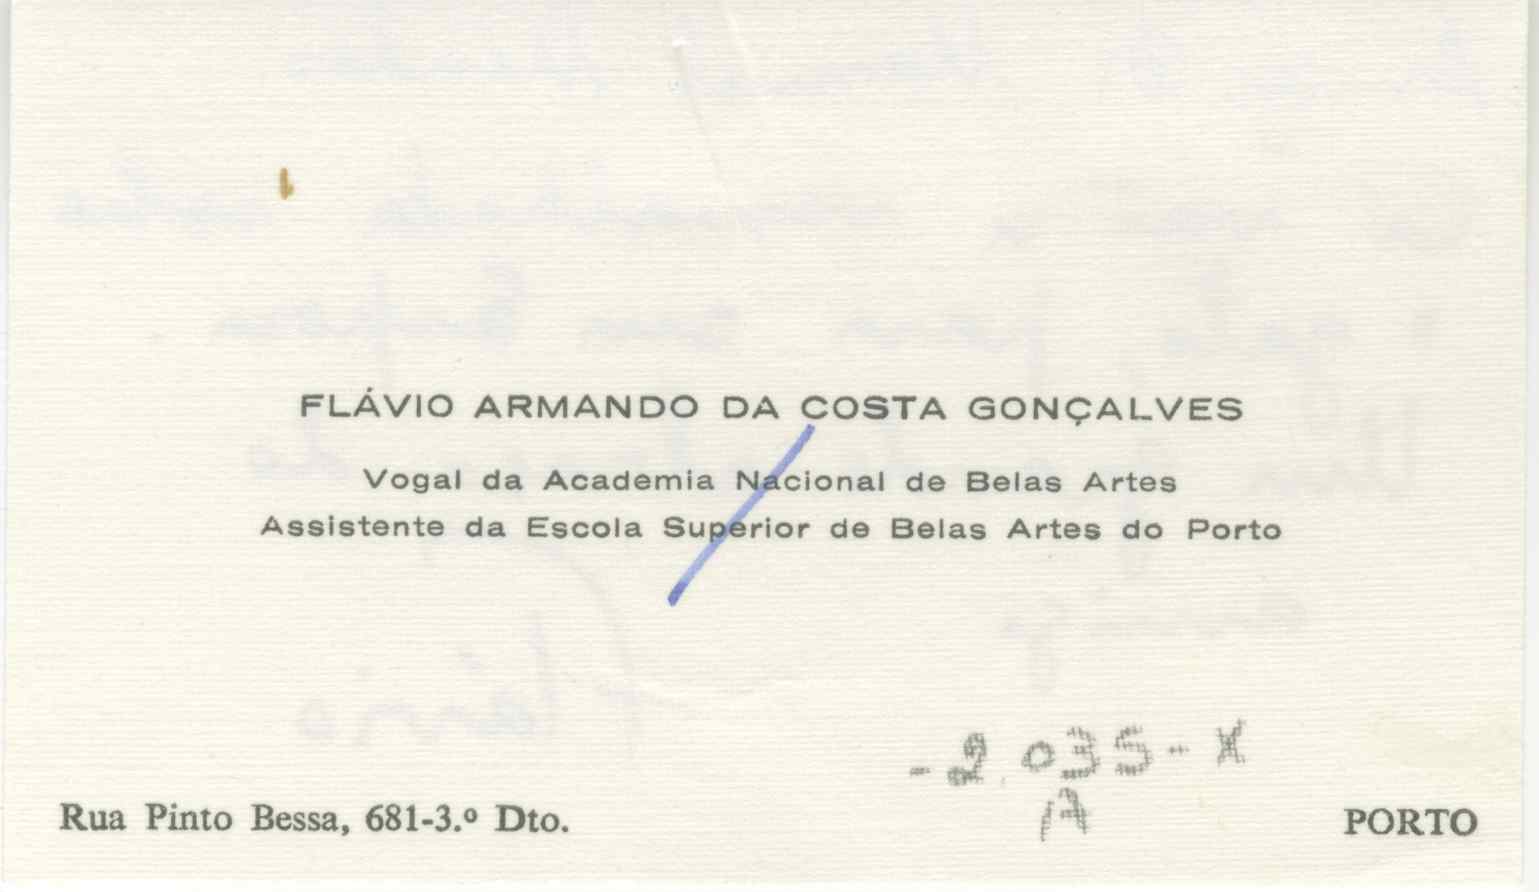 FLÁVIO ARMANDO DA COSTA GONÇALVES
Vogal da Academia Nacional de Belas Artes
Assistente da Escola Superior de Belas Artes do Porto
-2.035-X
A
Rua Pinto Bessa, 681-3.º Dto.
PORTO